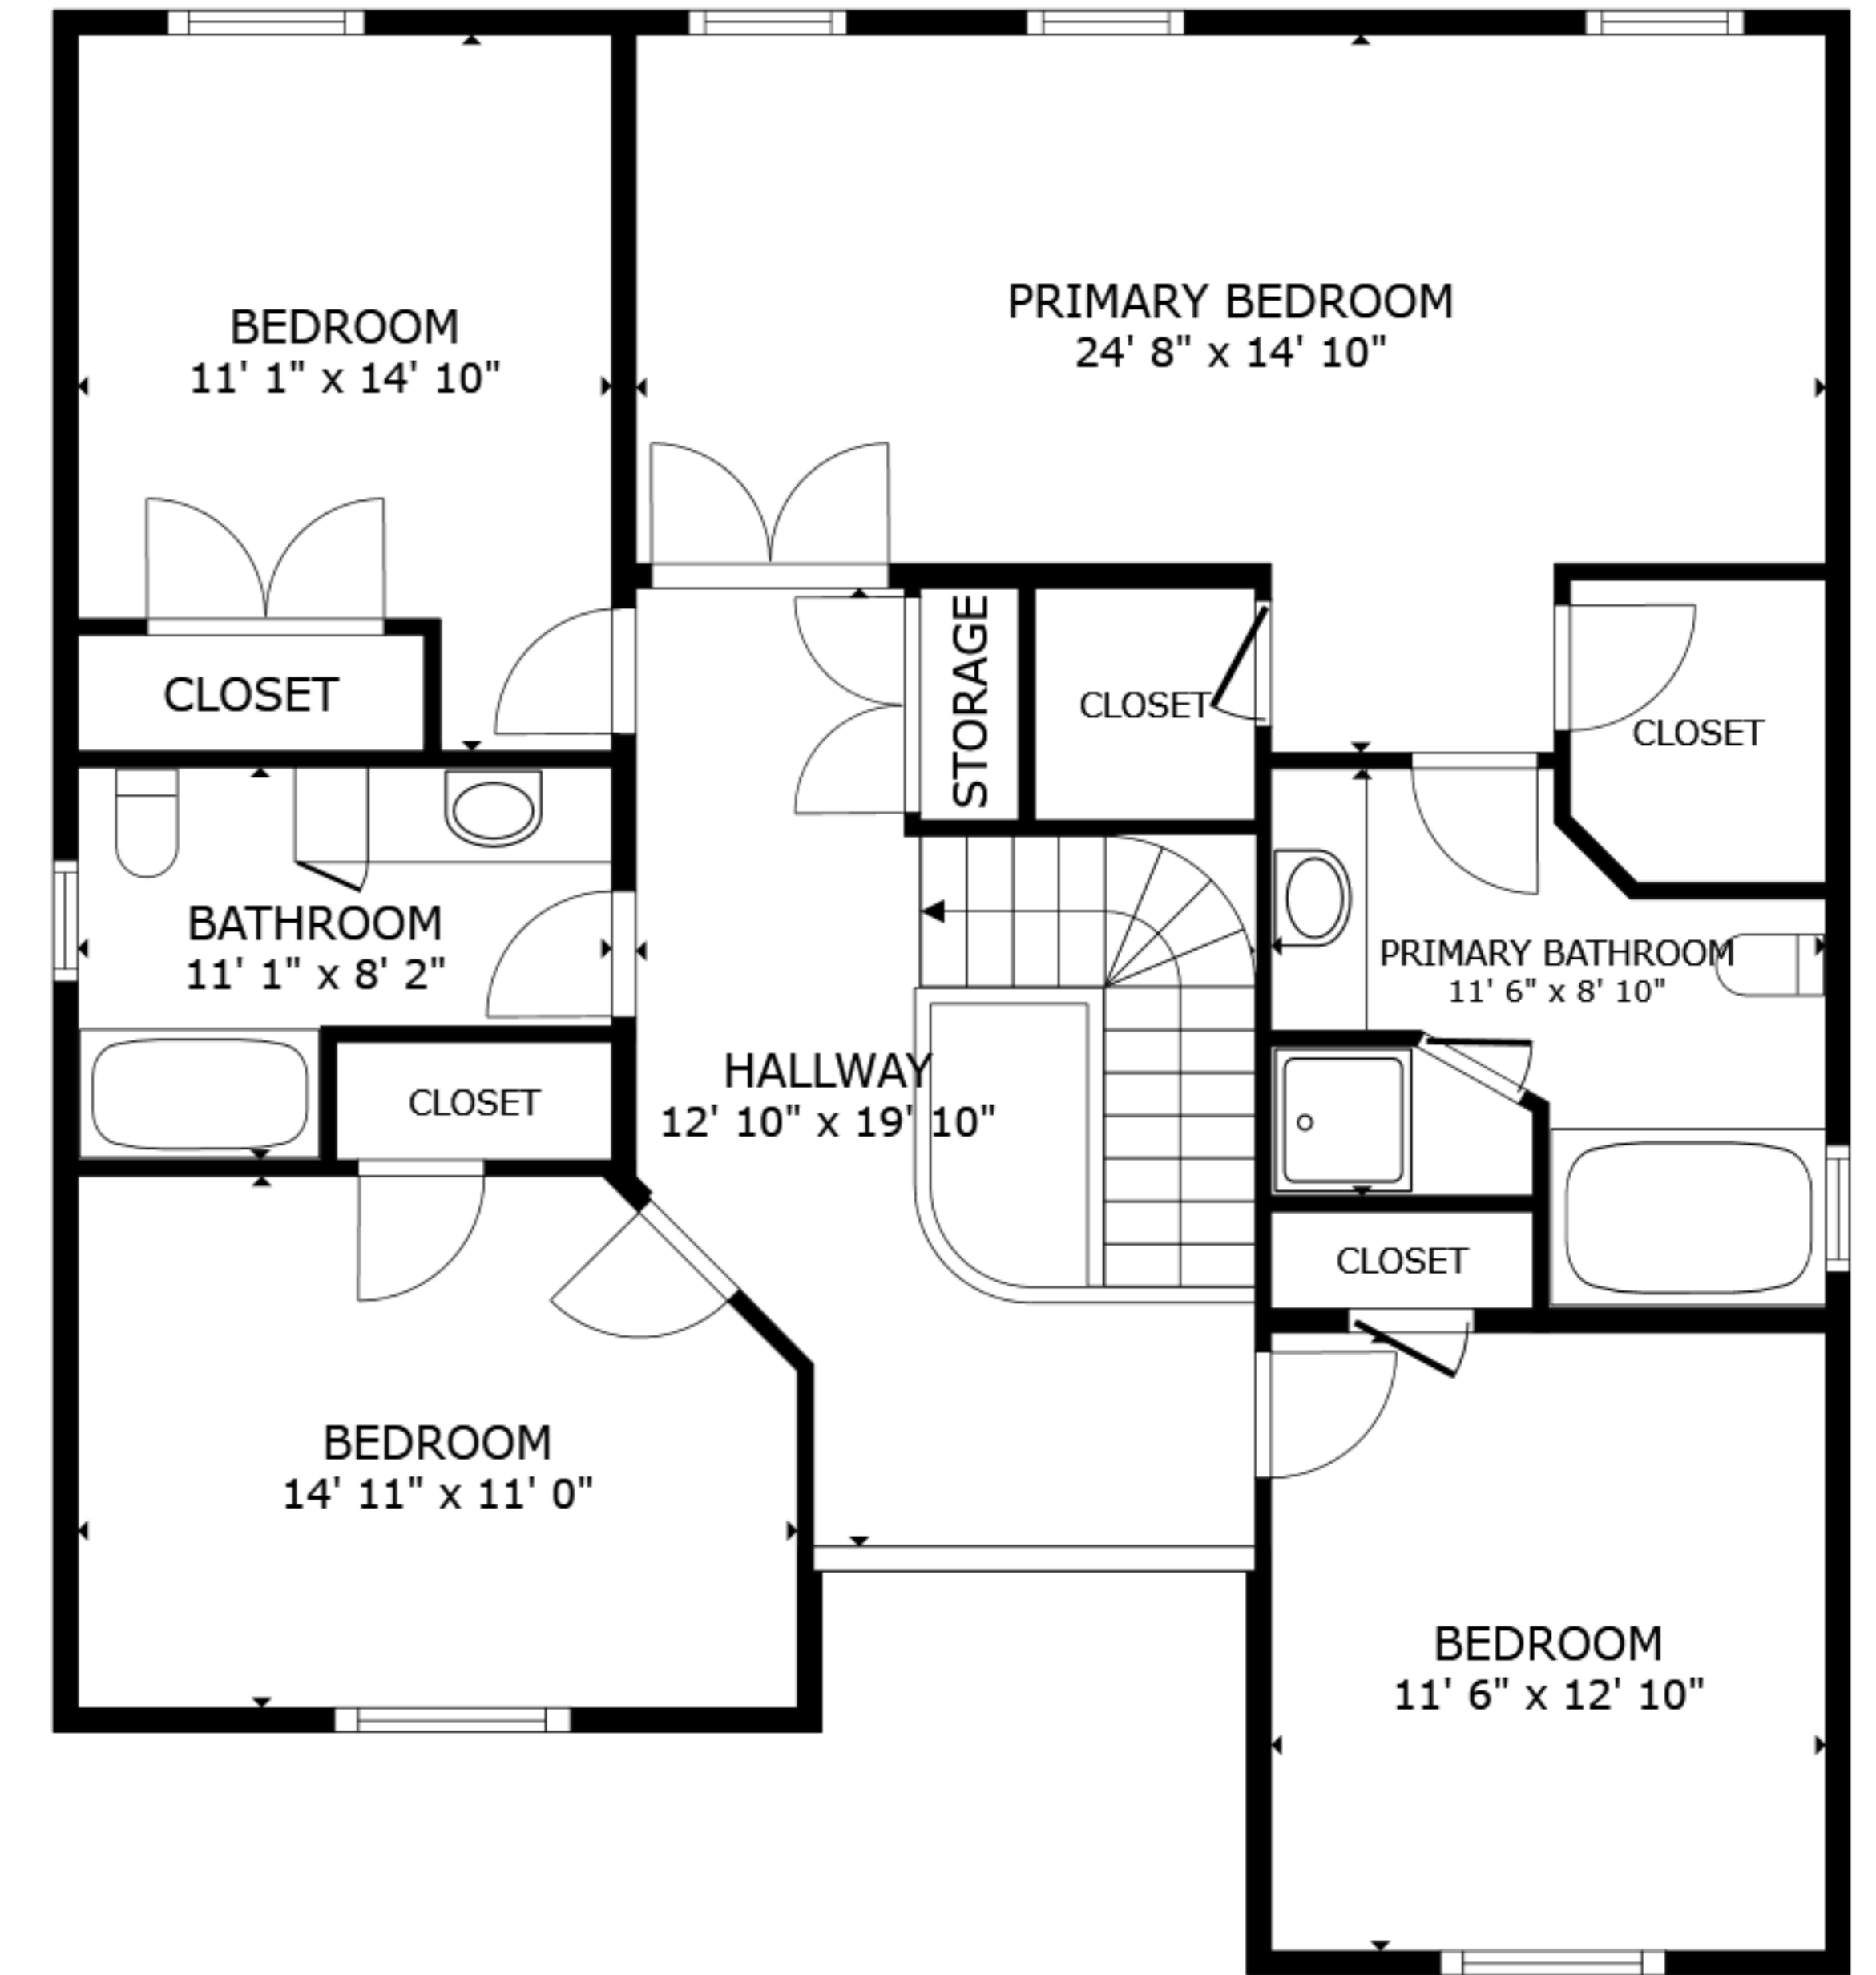 PRIMARY BEDROOM
24' 8" x 14' 10"
BEDROOM
11' 1" x 14' 10"
CLOSET
STORAGE
CLOSET
CLOSET
BATHROOM
11' 1" x 8' 2"
PRIMARY BATHROOM
11' 6" x 8' 10"
HALLWAY
12' 10" x 19' 10"
CLOSET
CLOSET
BEDROOM
14' 11" x 11' 0"
BEDROOM
11' 6" x 12' 10"